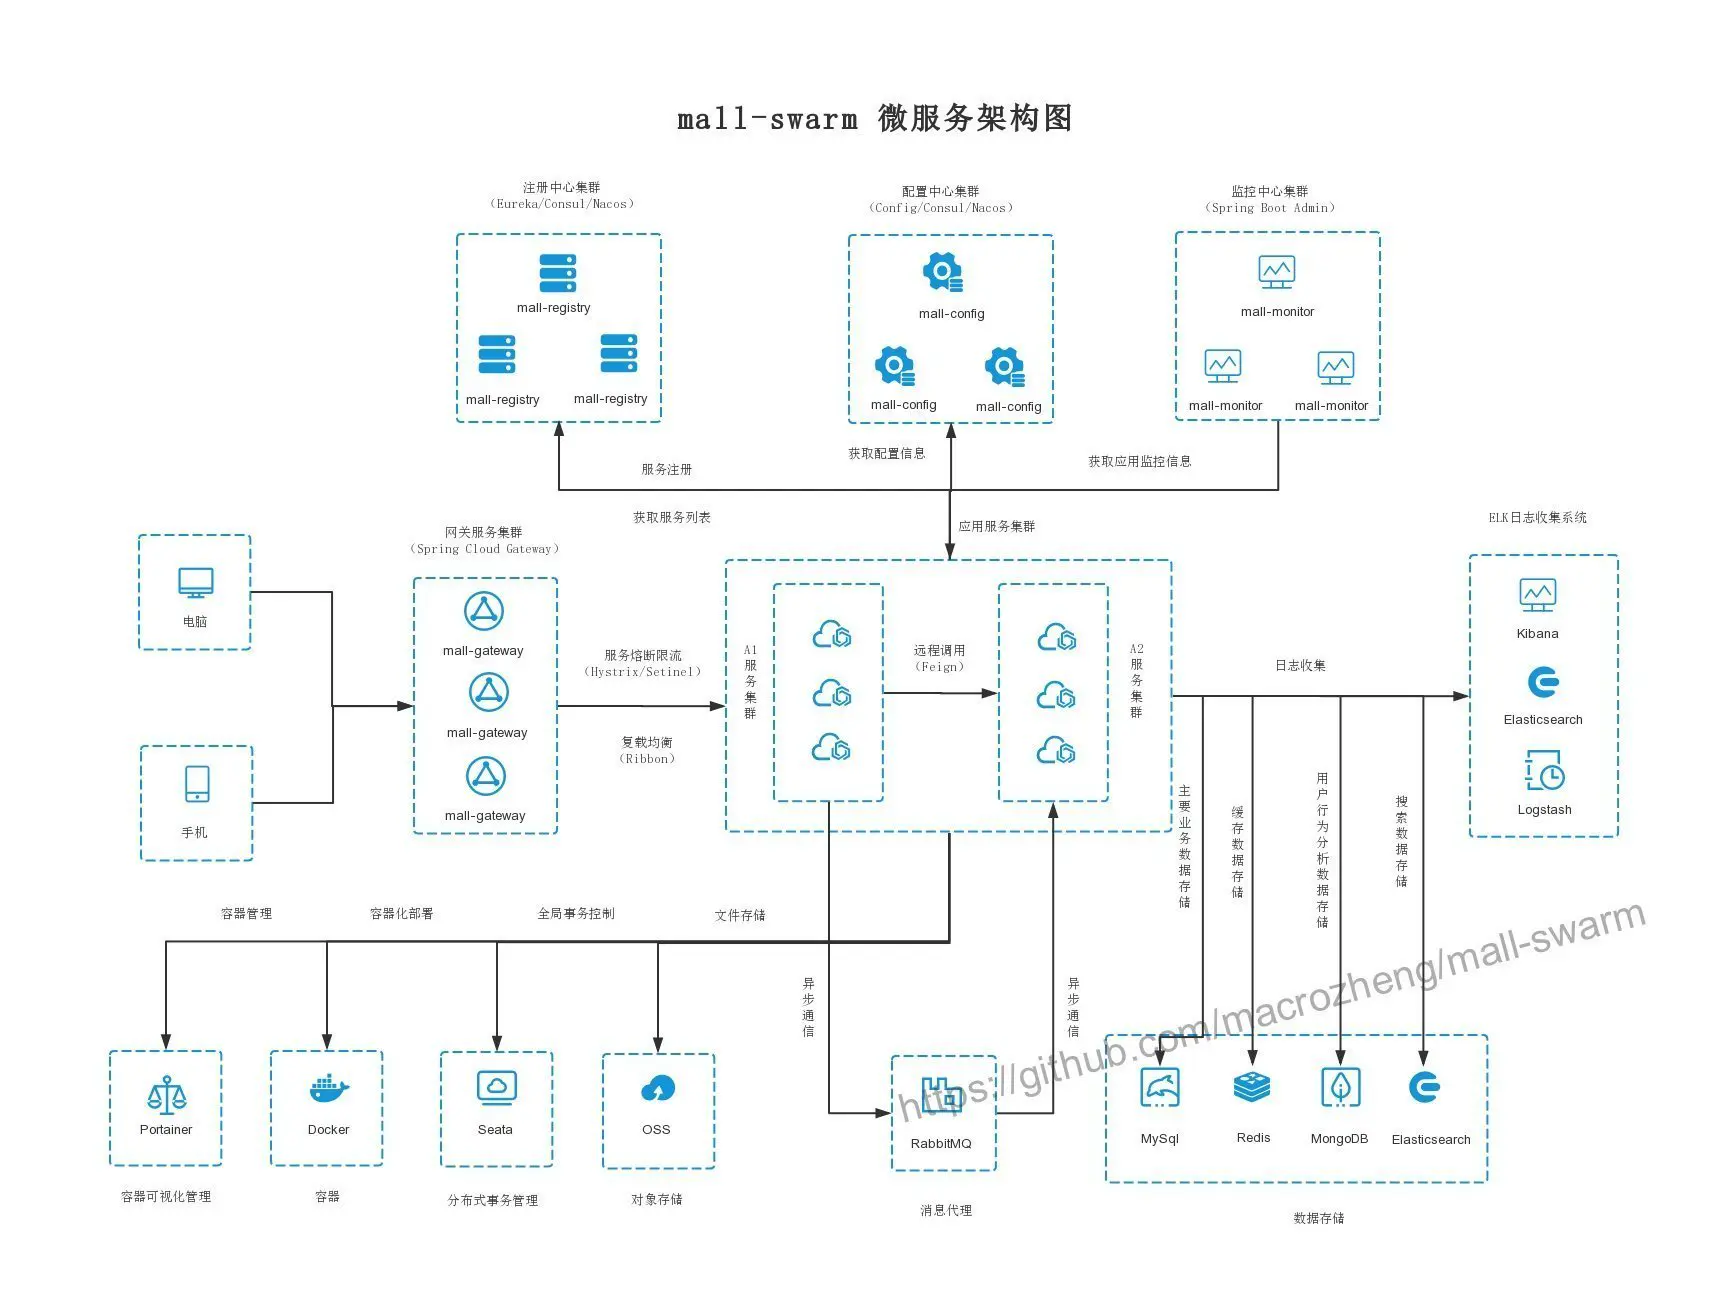 mall-swarm 微服务架构图
注册中心集群
（Eureka/Consul/Nacos）
配置中心集群
（Config/Consul/Nacos）
监控中心集群
（Spring Boot Admin）
mall-registry
mall-registry
mall-registry
mall-config
mall-config
mall-config
mall-monitor
mall-monitor
mall-monitor
服务注册
获取配置信息
获取应用监控信息
获取服务列表
应用服务集群
ELK日志收集系统
网关服务集群
（Spring Cloud Gateway）
电脑
手机
mall-gateway
mall-gateway
mall-gateway
服务熔断限流
（Hystrix/Setinel）
复载均衡
（Ribbon）
A1服务集群
远程调用
（Feign）
A2服务集群
日志收集
Kibana
Elasticsearch
Logstash
主要业务数据存储
缓存数据存储
用户行为分析数据存储
搜索数据存储
容器管理
容器化部署
全局事务控制
文件存储
异步通信
异步通信
Portainer
Docker
Seata
OSS
RabbitMQ
MySql
Redis
MongoDB
Elasticsearch
容器可视化管理
容器
分布式事务管理
对象存储
消息代理
数据存储
https://github.com/macrozheng/mall-swarm